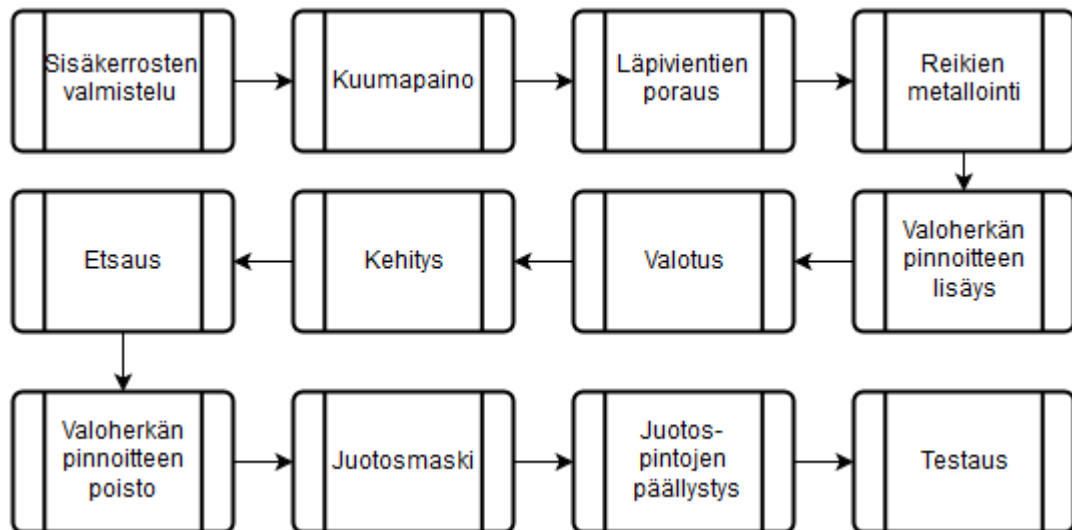 Sisäkerrosten
valmistelu
Kuumapaino
Läpivientien
poraus
Reikien
metallointi
Valoherkän
pinnoitteen
lisäys
Valotus
Kehitys
Etsaus
Valoherkän
pinnoitteen
poisto
Juotosmaski
Juotos-
pintojen
päällystys
Testaus